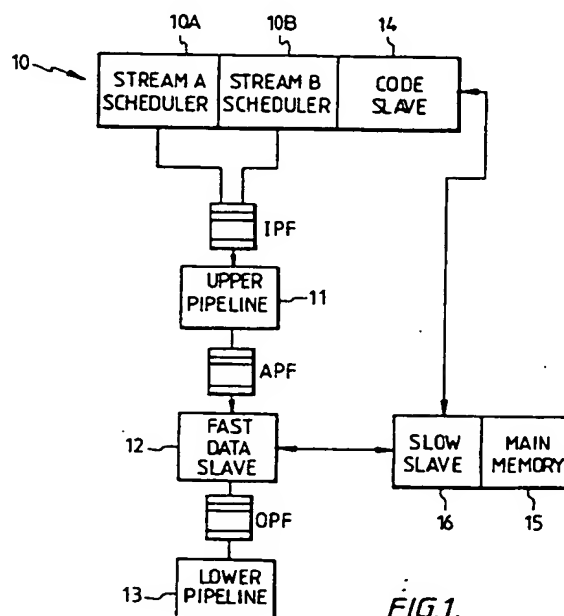 10A
10B
14
10
STREAM A
SCHEDULER
STREAM B
SCHEDULER
CODE
SLAVE
IPF
UPPER
PIPELINE
11
APF
12
FAST
DATA
SLAVE
SLOW
SLAVE
MAIN
MEMORY
16
15
OPF
13
LOWER
PIPELINE
FIG.1.